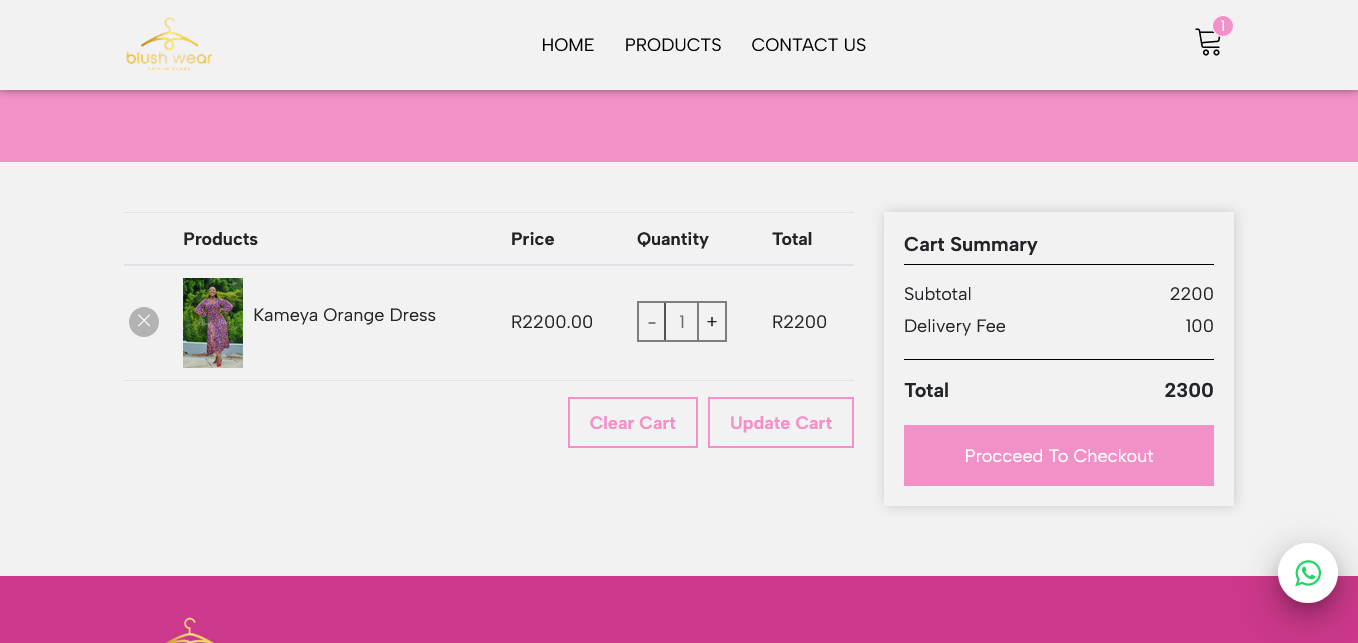 blush wear
HOME PRODUCTS CONTACT US
1
Products Price Quantity Total
Kameya Orange Dress R2200.00 - 1 + R2200
Clear Cart Update Cart
Cart Summary
Subtotal 2200
Delivery Fee 100
Total 2300
Procceed To Checkout